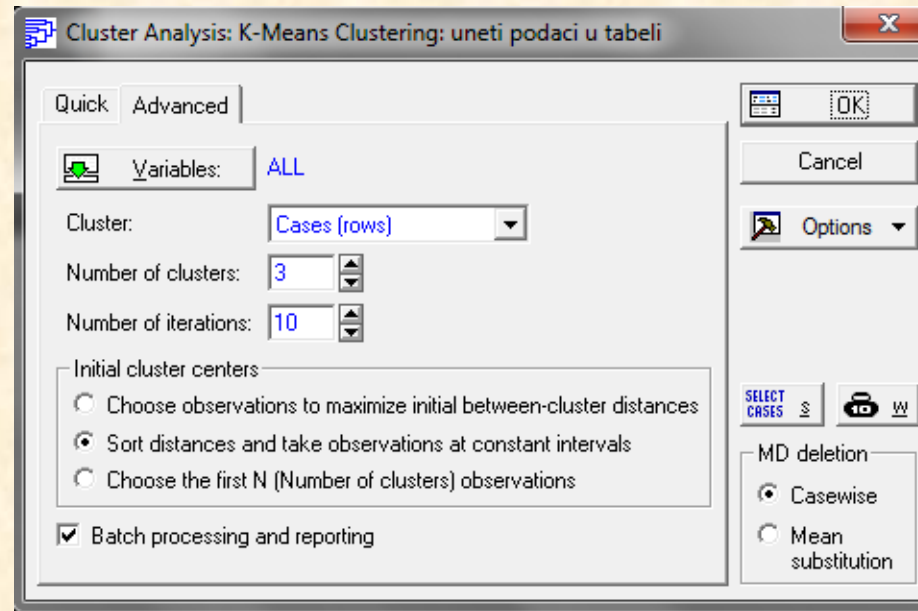 Cluster Analysis: K-Means Clustering: uneti podaci u tabeli
Quick
Advanced
Variables:
ALL
Cluster:
Cases (rows)
Number of clusters:
3
Number of iterations:
10
Initial cluster centers
Choose observations to maximize initial between-cluster distances
Sort distances and take observations at constant intervals
Choose the first N (Number of clusters) observations
Batch processing and reporting
OK
Cancel
Options
SELECT
CASES
S
W
MD deletion
Casewise
Mean
substitution